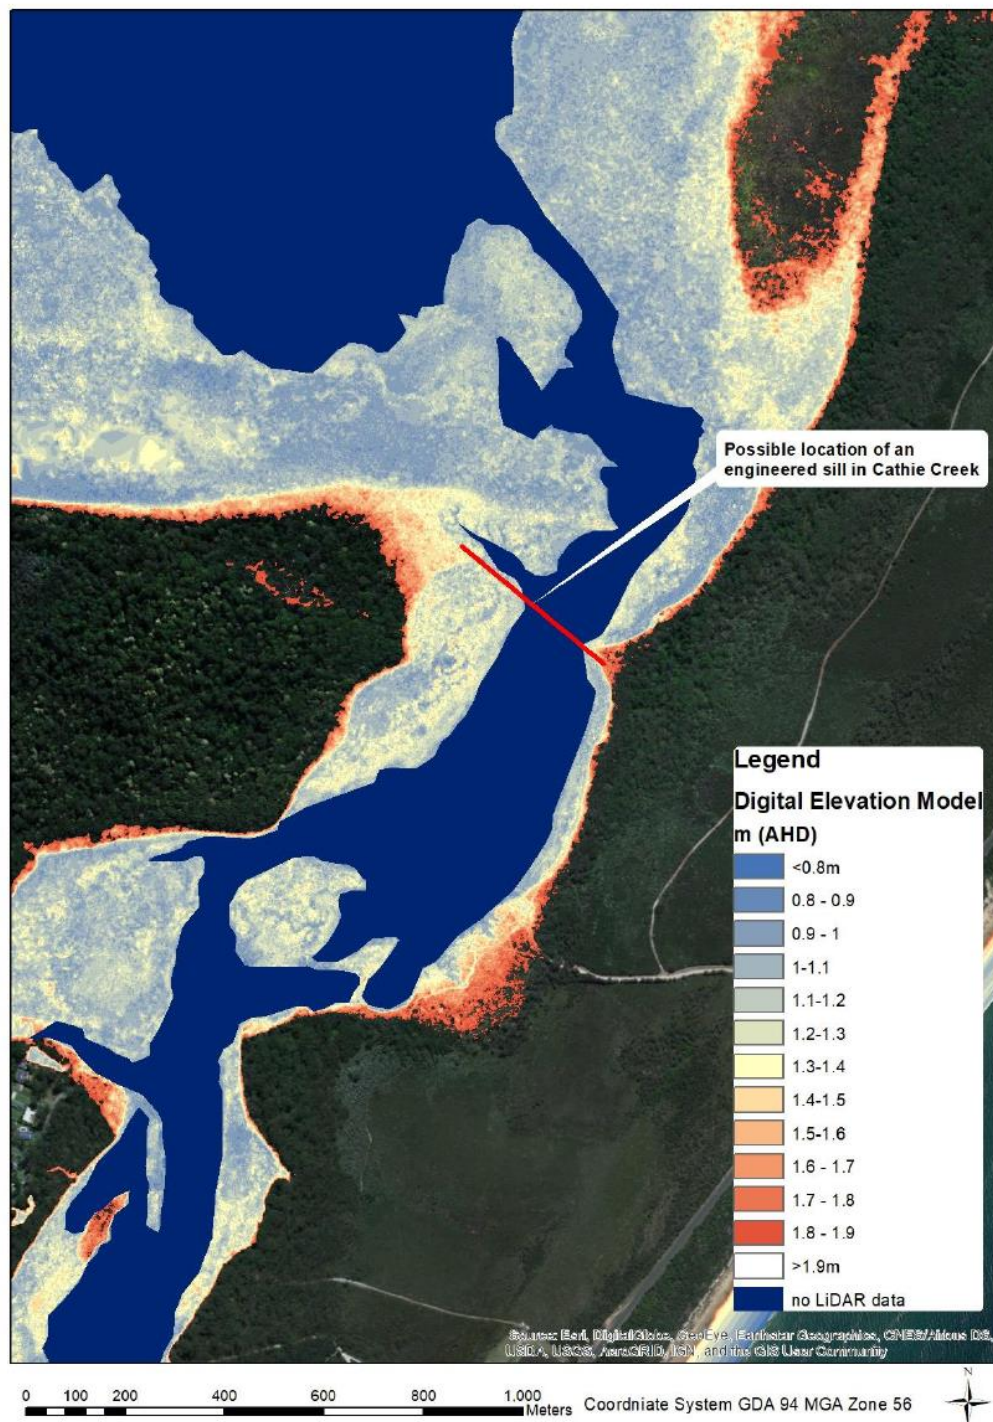 Possible location of an
engineered sill in Cathie Creek
Legend
Digital Elevation Model
m (AHD)
<0.8m
0.8 - 0.9
0.9 - 1
1-1.1
1.1-1.2
1.2-1.3
1.3-1.4
1.4-1.5
1.5-1.6
1.6 - 1.7
1.7 - 1.8
1.8 - 1.9
>1.9m
no LiDAR data
Source: Esri, DigitalGlobe, GeoEye, Earthstar Geographics, CNES/Airbus DS,
USDA, USGS, AeroGRID, IGN, and the GIS User Community
0 100 200 400 600 800 1,000
Meters
Coordniate System GDA 94 MGA Zone 56
N